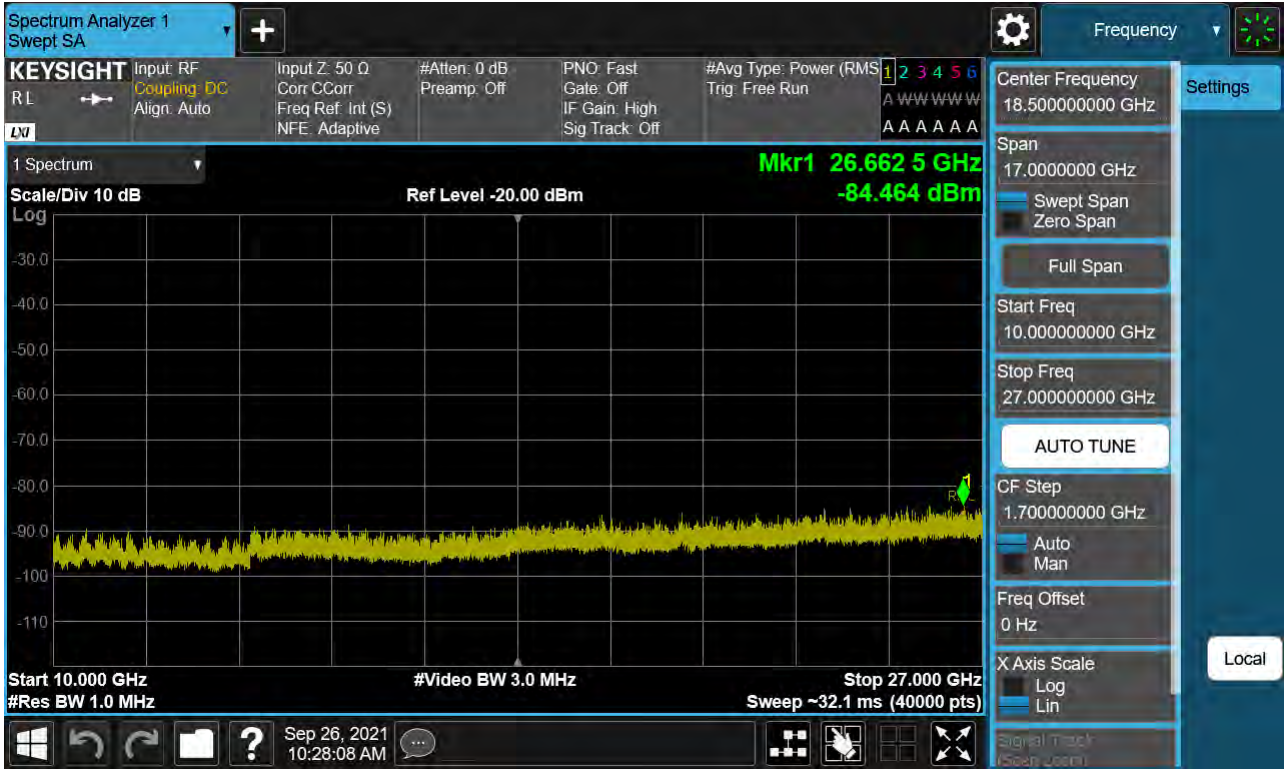 Spectrum Analyzer 1
Swept SA
Frequency
KEYSIGHT
R L
LXI
Input: RF
Coupling: DC
Align: Auto
Input Z: 50 Ω
Corr CCorr
Freq Ref: Int (S)
NFE: Adaptive
#Atten: 0 dB
Preamp: Off
PNO: Fast
Gate: Off
IF Gain: High
Sig Track: Off
#Avg Type: Power (RMS
Trig: Free Run
1 2 3 4 5 6
A W W W W W
A A A A A A
1 Spectrum
Scale/Div 10 dB
Ref Level -20.00 dBm
Mkr1 26.662 5 GHz
-84.464 dBm
Log
-30.0
-40.0
-50.0
-60.0
-70.0
-80.0
-90.0
-100
-110
1
Start 10.000 GHz
#Video BW 3.0 MHz
Stop 27.000 GHz
#Res BW 1.0 MHz
Sweep ~32.1 ms (40000 pts)
Center Frequency
18.500000000 GHz
Span
17.0000000 GHz
Swept Span
Zero Span
Full Span
Start Freq
10.000000000 GHz
Stop Freq
27.000000000 GHz
AUTO TUNE
CF Step
1.700000000 GHz
Auto
Man
Freq Offset
0 Hz
X Axis Scale
Log
Lin
Signal Track
(Span Zoom)
Settings
Local
?
Sep 26, 2021
10:28:08 AM